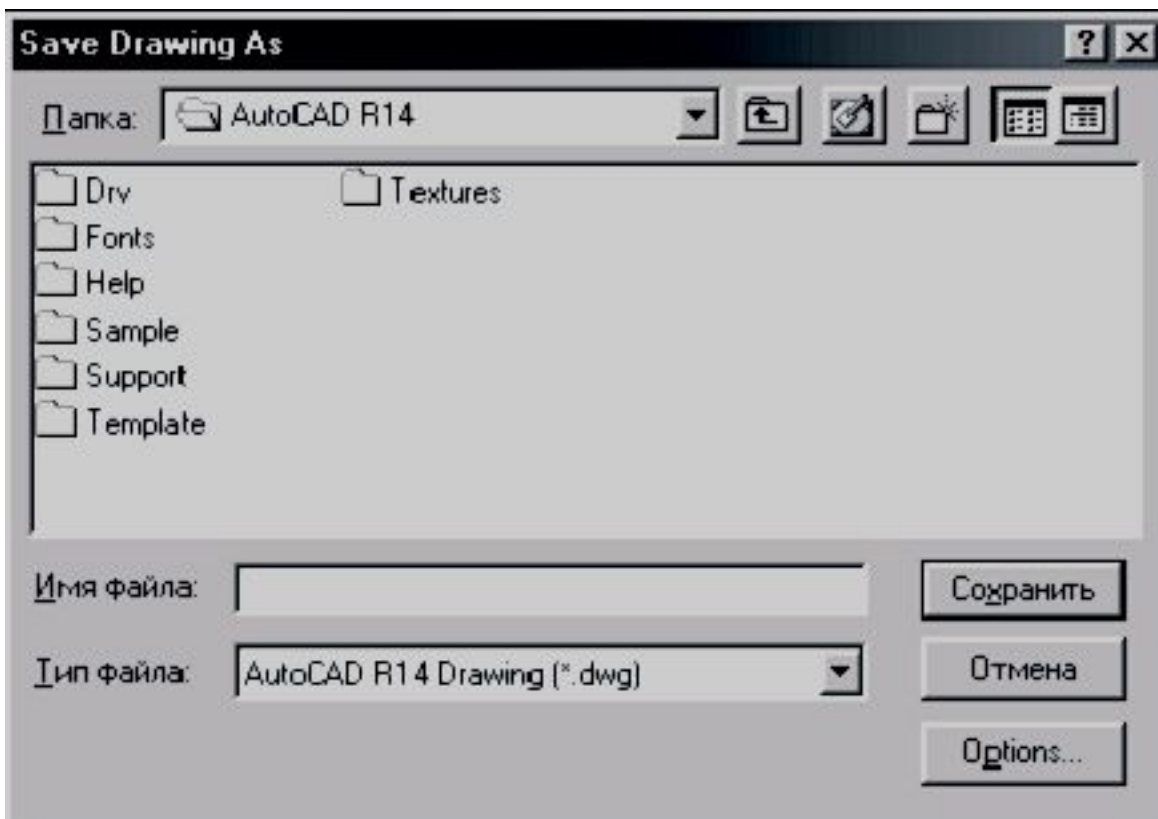 Save Drawing As
Папка: AutoCAD R14
Drv Textures
Fonts
Help
Sample
Support
Template
Имя файла: Сохранить
Тип файла: AutoCAD R14 Drawing (*.dwg) Отмена
Options...